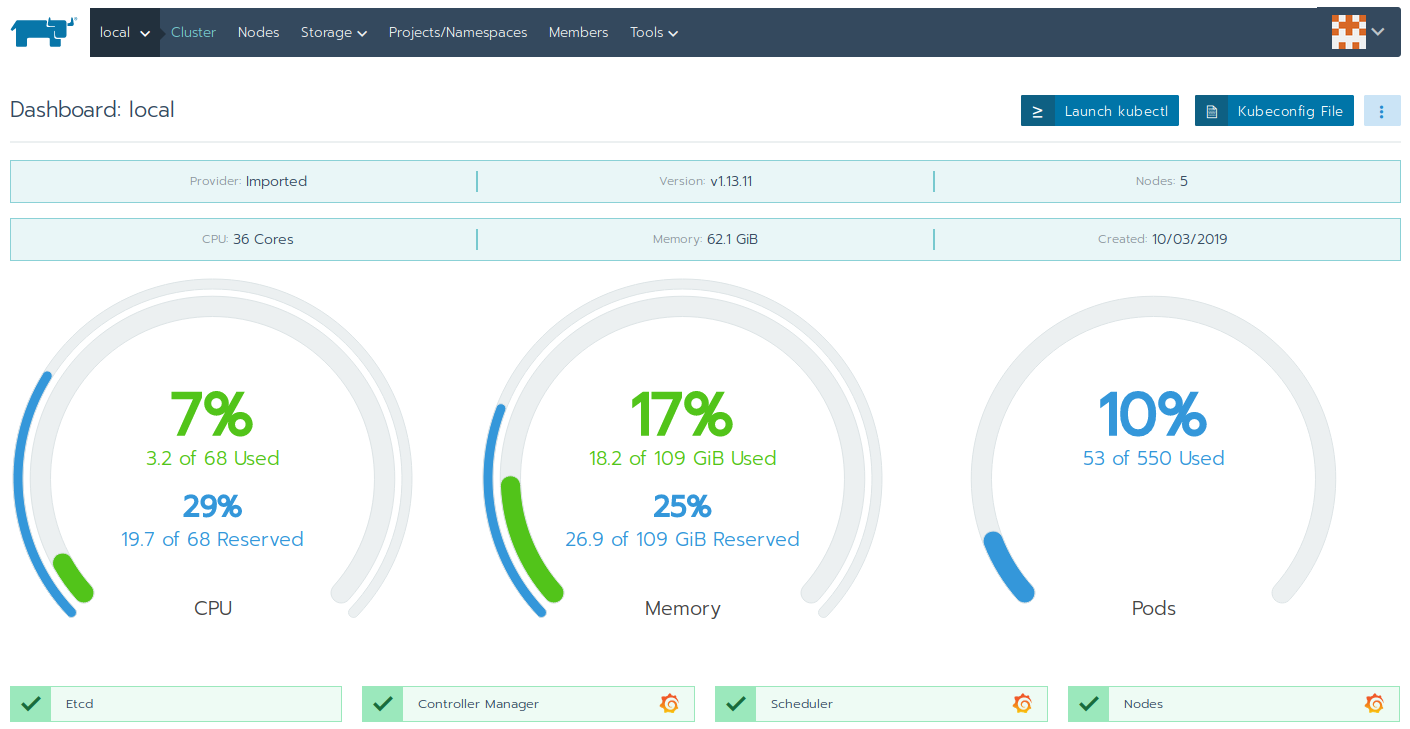 local Cluster Nodes Storage Projects/Namespaces Members Tools
Dashboard: local
≥ Launch kubectl Kubeconfig File
Provider: Imported Version: v1.13.11 Nodes: 5
CPU: 36 Cores Memory: 62.1 GiB Created: 10/03/2019
7% 17% 10%
3.2 of 68 Used 18.2 of 109 GiB Used 53 of 550 Used
29% 25%
19.7 of 68 Reserved 26.9 of 109 GiB Reserved
CPU Memory Pods
Etcd Controller Manager Scheduler Nodes